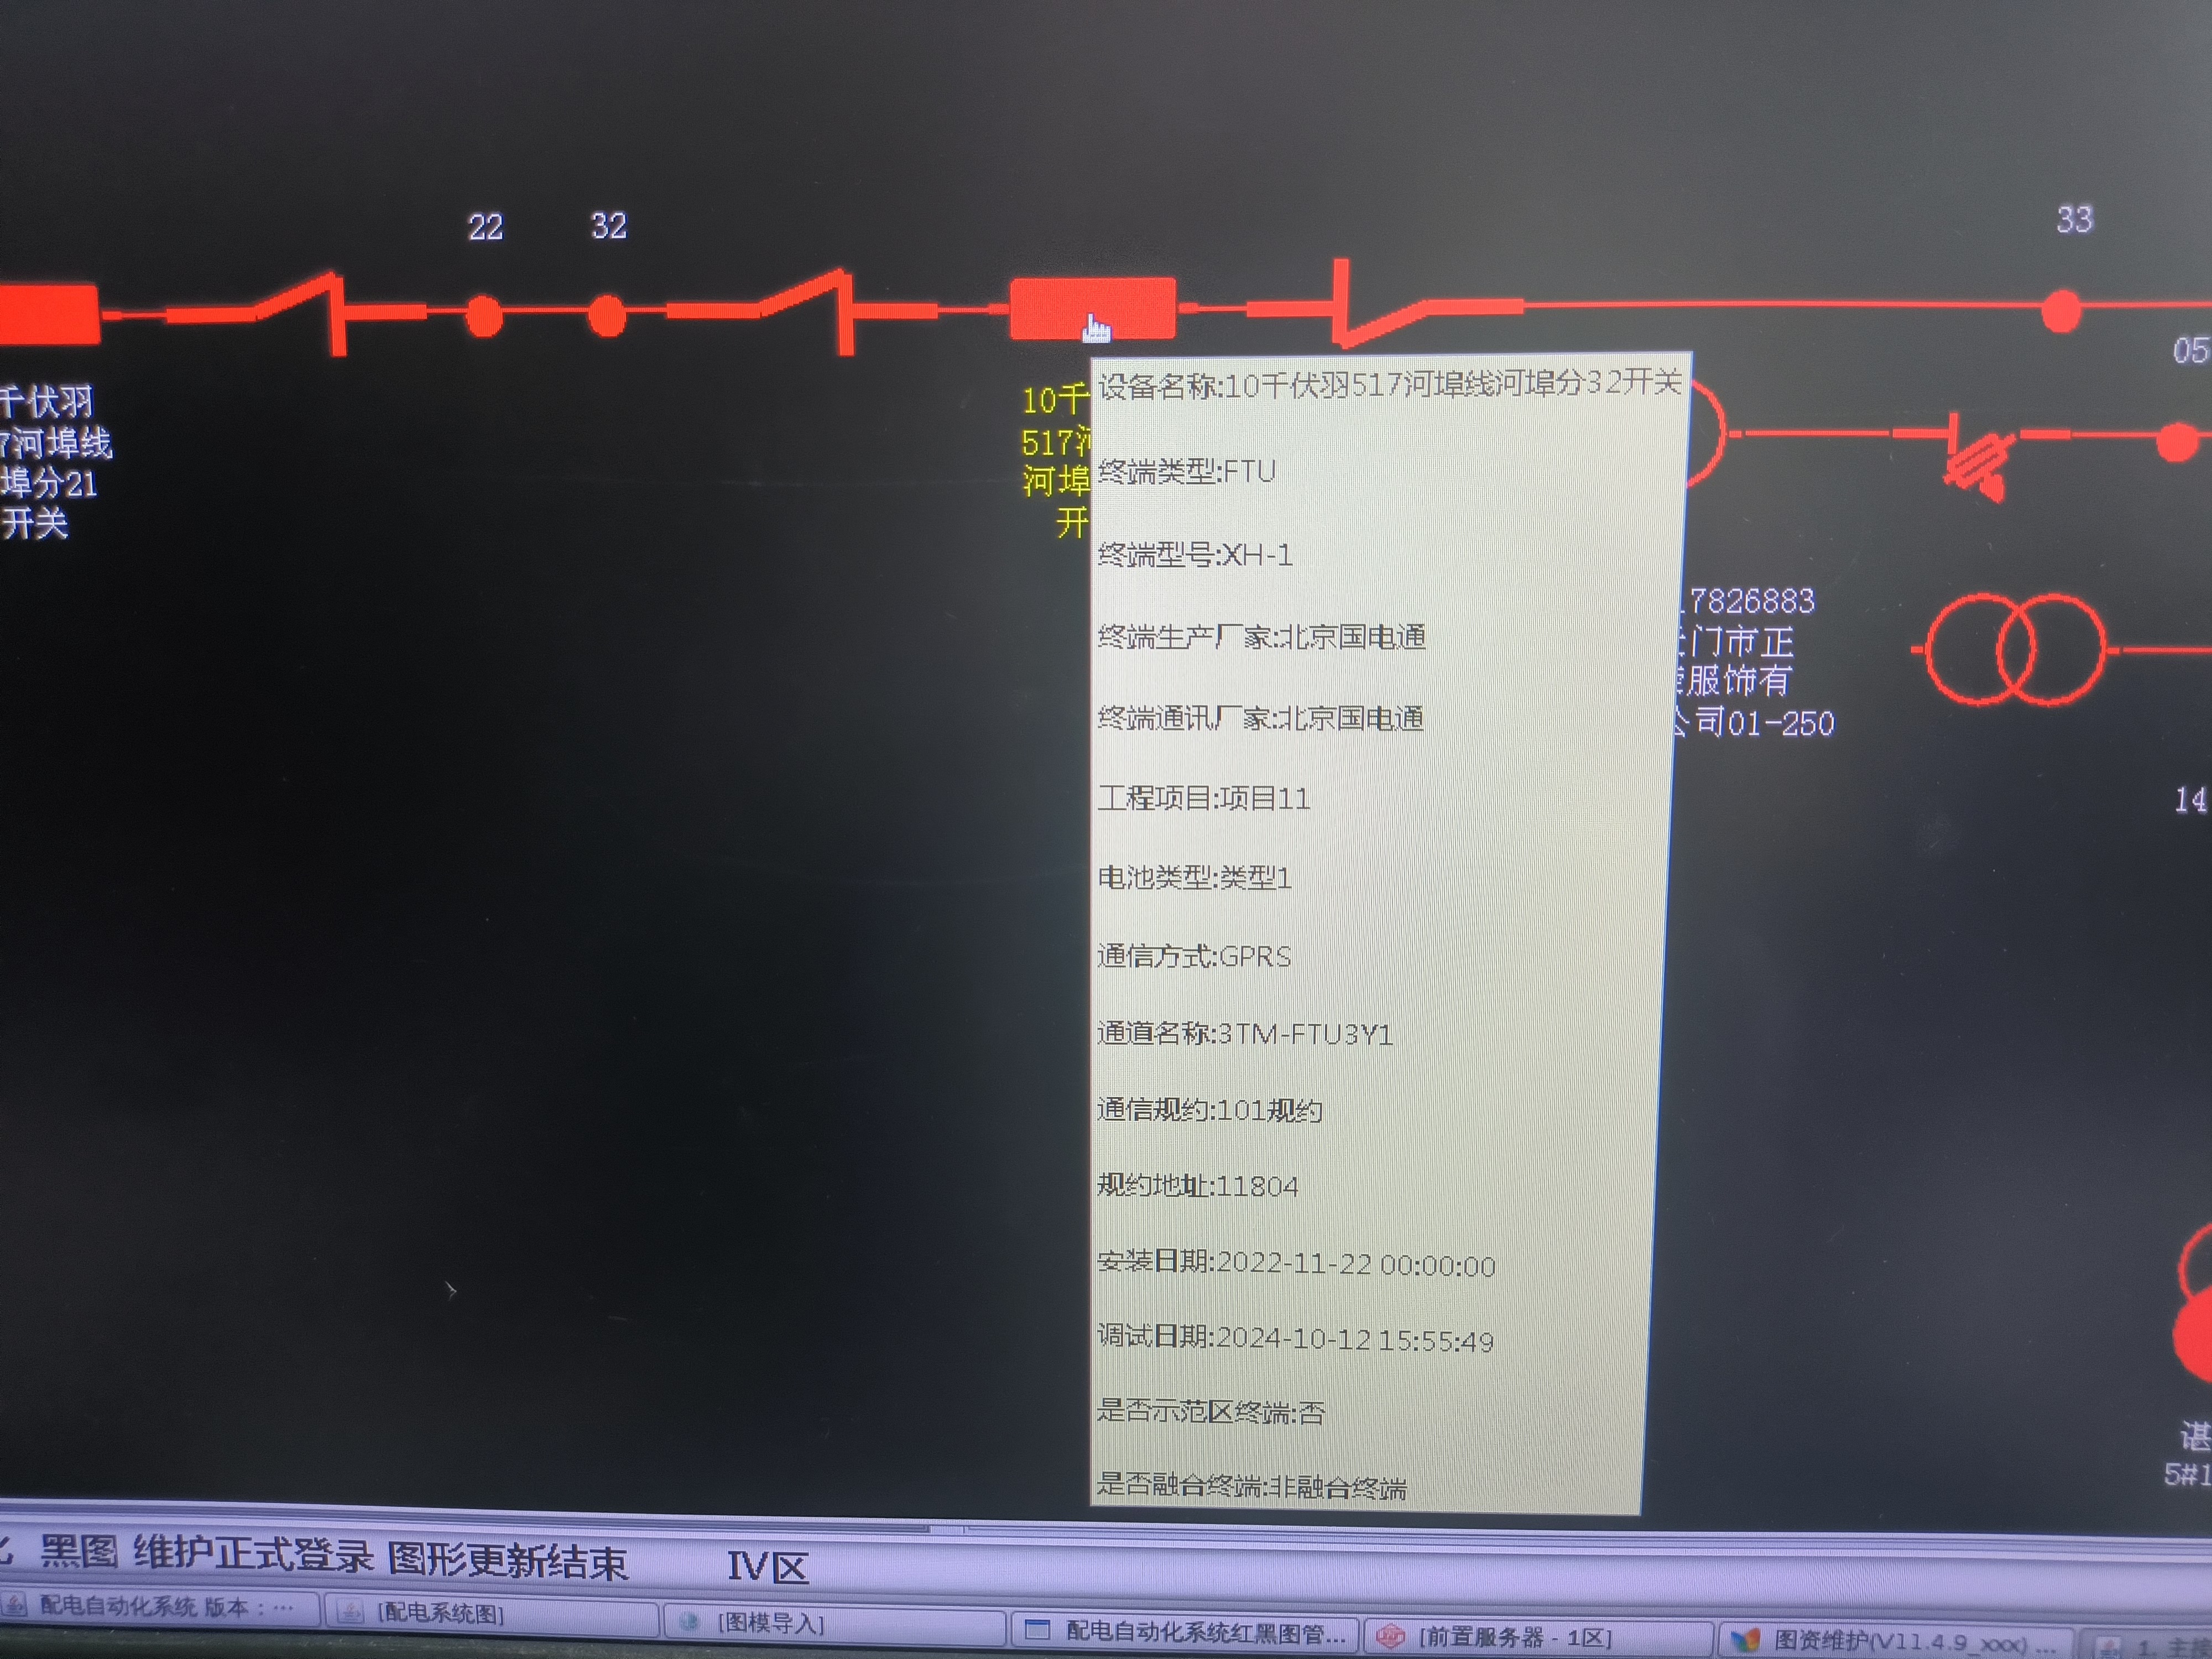 22
32
33
05
千伏羽
河埠线
埠分21
开关
10千
517河
河埠
开
设备名称:10千伏羽517河埠线河埠分32开关
终端类型:FTU
终端型号:XH-1
终端生产厂家:北京国电通
终端通讯厂家:北京国电通
工程项目:项目11
电池类型:类型1
通信方式:GPRS
通道名称:3TM-FTU3Y1
通信规约:101规约
规约地址:11804
安装日期:2022-11-22 00:00:00
调试日期:2024-10-12 15:55:49
是否示范区终端:否
是否融合终端:非融合终端
7826883
门市正
服饰有
公司01-250
14
谌
5#1
黑图 维护正式登录 图形更新结束 IV区
配电自动化系统 版本：…
[配电系统图]
[图模导入]
配电自动化系统红黑图管...
[前置服务器 - 1区]
图资维护(V11.4.9_xxx) ...
1. 主接